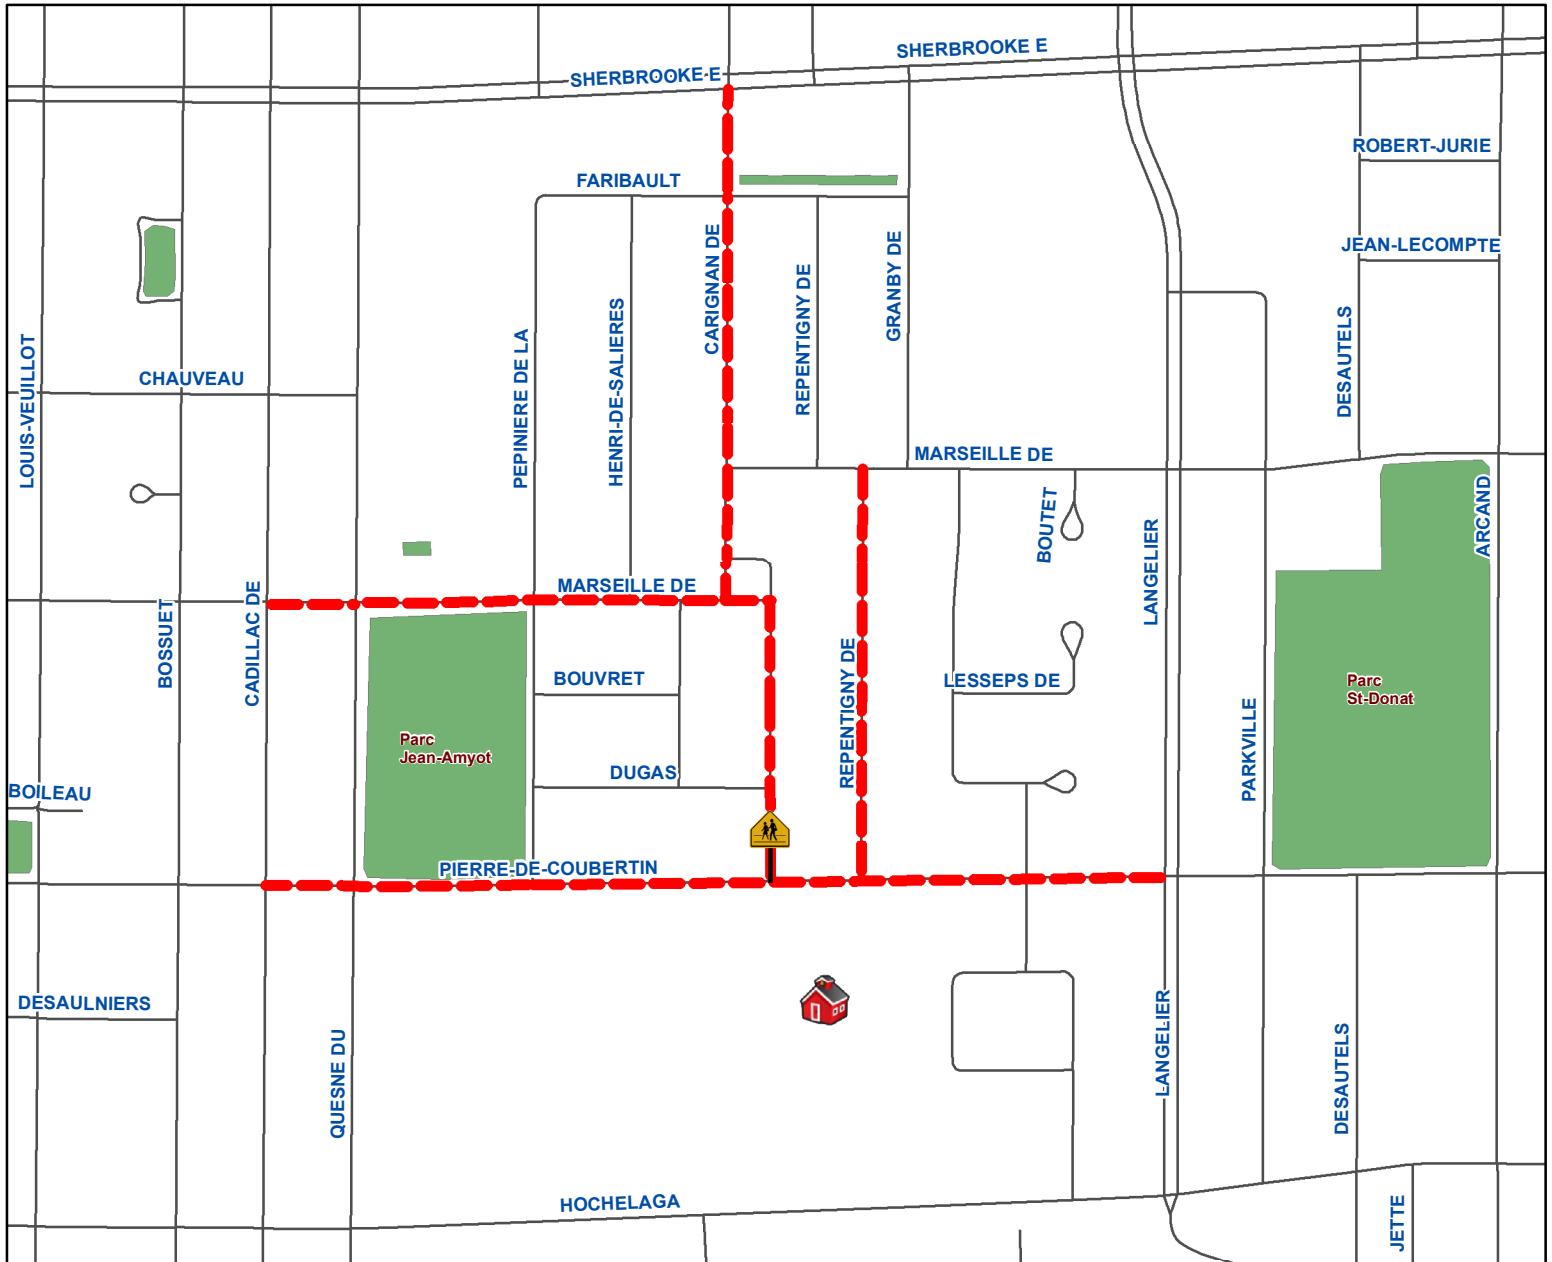 SHERBROOKE E
SHERBROOKE E
ROBERT-JURIE
FARIBAULT
JEAN-LECOMPTE
CARIGNAN DE
REPENTIGNY DE
GRANBY DE
LOUIS-VEUILLOT
CHAUVEAU
PEPINIERE DE LA
HENRI-DE-SALIERES
DESAUTELS
MARSEILLE DE
BOUTET
ARCAND
LANGELIER
MARSEILLE DE
BOSSUET
CADILLAC DE
BOUVRET
REPENTIGNY DE
LESSEPS DE
Parc
St-Donat
PARKVILLE
Parc
Jean-Amyot
DUGAS
BOILEAU
PIERRE-DE-COUBERTIN
DESAULNIERS
QUESNE DU
LANGELIER
DESAUTELS
HOCHELAGA
JETTE